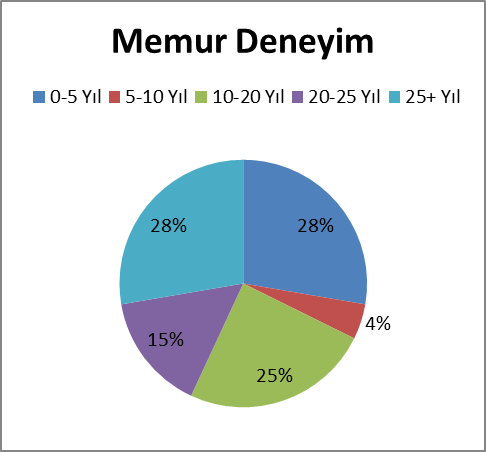 Memur Deneyim
0-5 Yıl 5-10 Yıl 10-20 Yıl 20-25 Yıl 25+ Yıl
28% 28%
4%
15%
25%